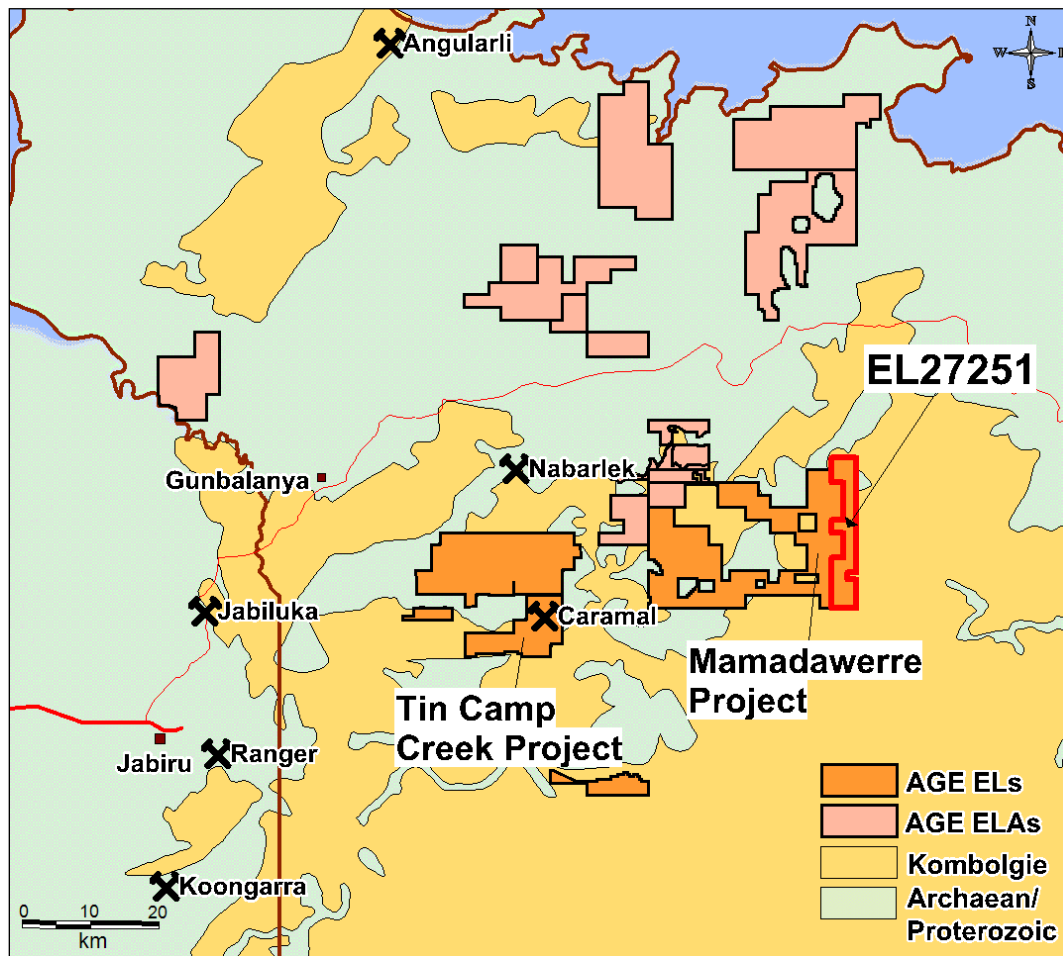 Angularli
N
W
E
S
EL27251
Gunbalanya
Nabarlek
Jabiluka
Caramal
Mamadawerre
Project
Tin Camp
Creek Project
Jabiru
Ranger
Koongarra
AGE ELs
AGE ELAs
Kombolgie
Archaean/
Proterozoic
0 10 20
km